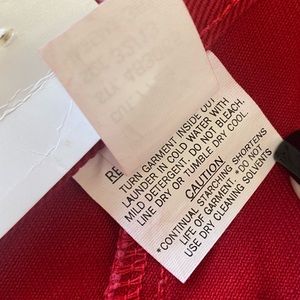 RE
TURN GARMENT INSIDE OUT
LAUNDER IN COLD WATER WITH
MILD DETERGENT. DO NOT BLEACH.
LINE DRY OR TUMBLE DRY COOL.
CAUTION
*CONTINUAL STARCHING SHORTENS
LIFE OF GARMENT. DO NOT
USE DRY CLEANING SOLVENTS